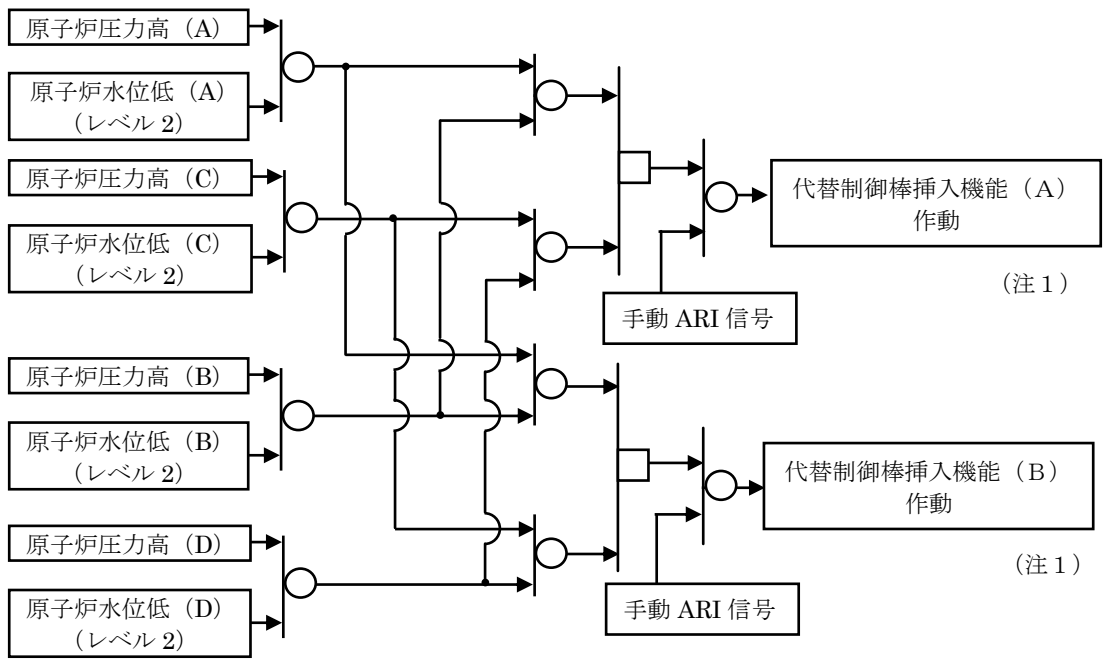 原子炉圧力高（A）
原子炉水位低（A）
（レベル 2）
原子炉圧力高（C）
原子炉水位低（C）
（レベル 2）
代替制御棒挿入機能（A）
作動
（注１）
手動 ARI 信号
原子炉圧力高（B）
原子炉水位低（B）
（レベル 2）
代替制御棒挿入機能（Ｂ）
作動
（注１）
原子炉圧力高（D）
原子炉水位低（D）
（レベル 2）
手動 ARI 信号